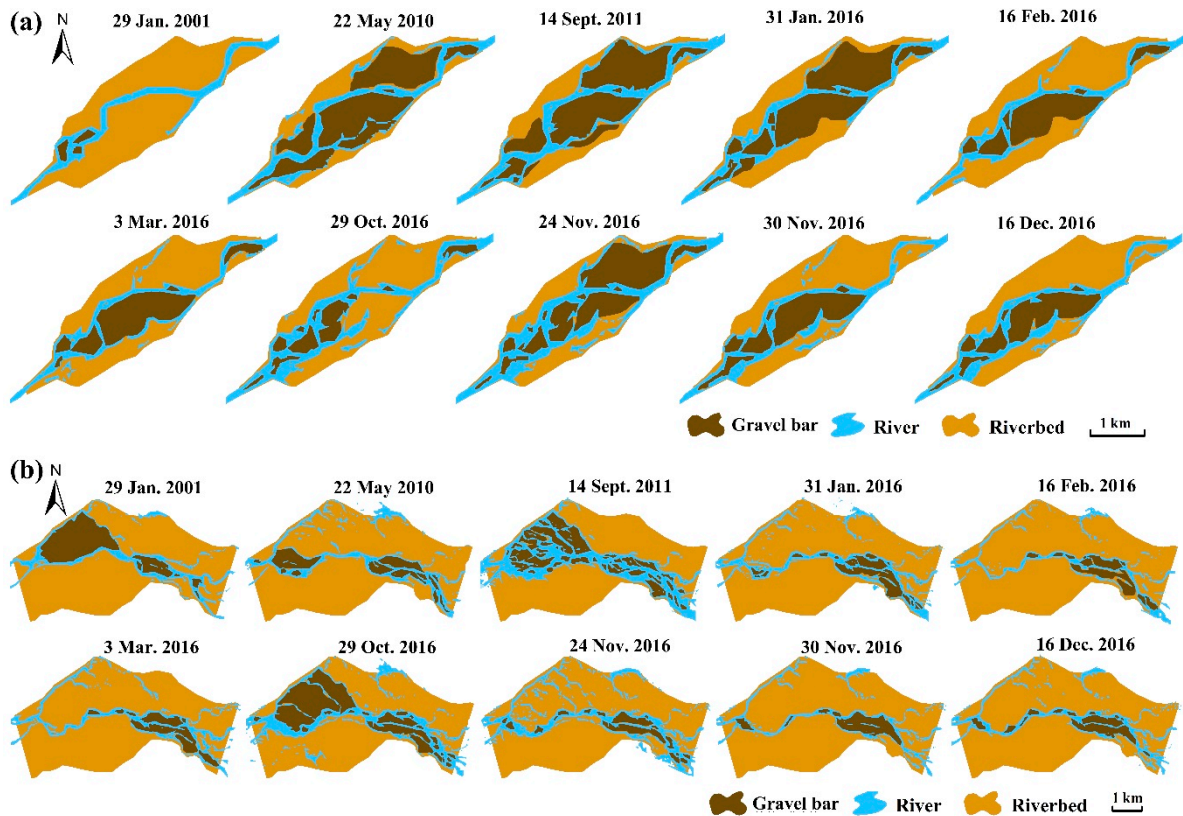 (a)
N
29 Jan. 2001
22 May 2010
14 Sept. 2011
31 Jan. 2016
16 Feb. 2016
3 Mar. 2016
29 Oct. 2016
24 Nov. 2016
30 Nov. 2016
16 Dec. 2016
Gravel bar
River
Riverbed
1 km
(b)
N
29 Jan. 2001
22 May 2010
14 Sept. 2011
31 Jan. 2016
16 Feb. 2016
3 Mar. 2016
29 Oct. 2016
24 Nov. 2016
30 Nov. 2016
16 Dec. 2016
Gravel bar
River
Riverbed
1 km